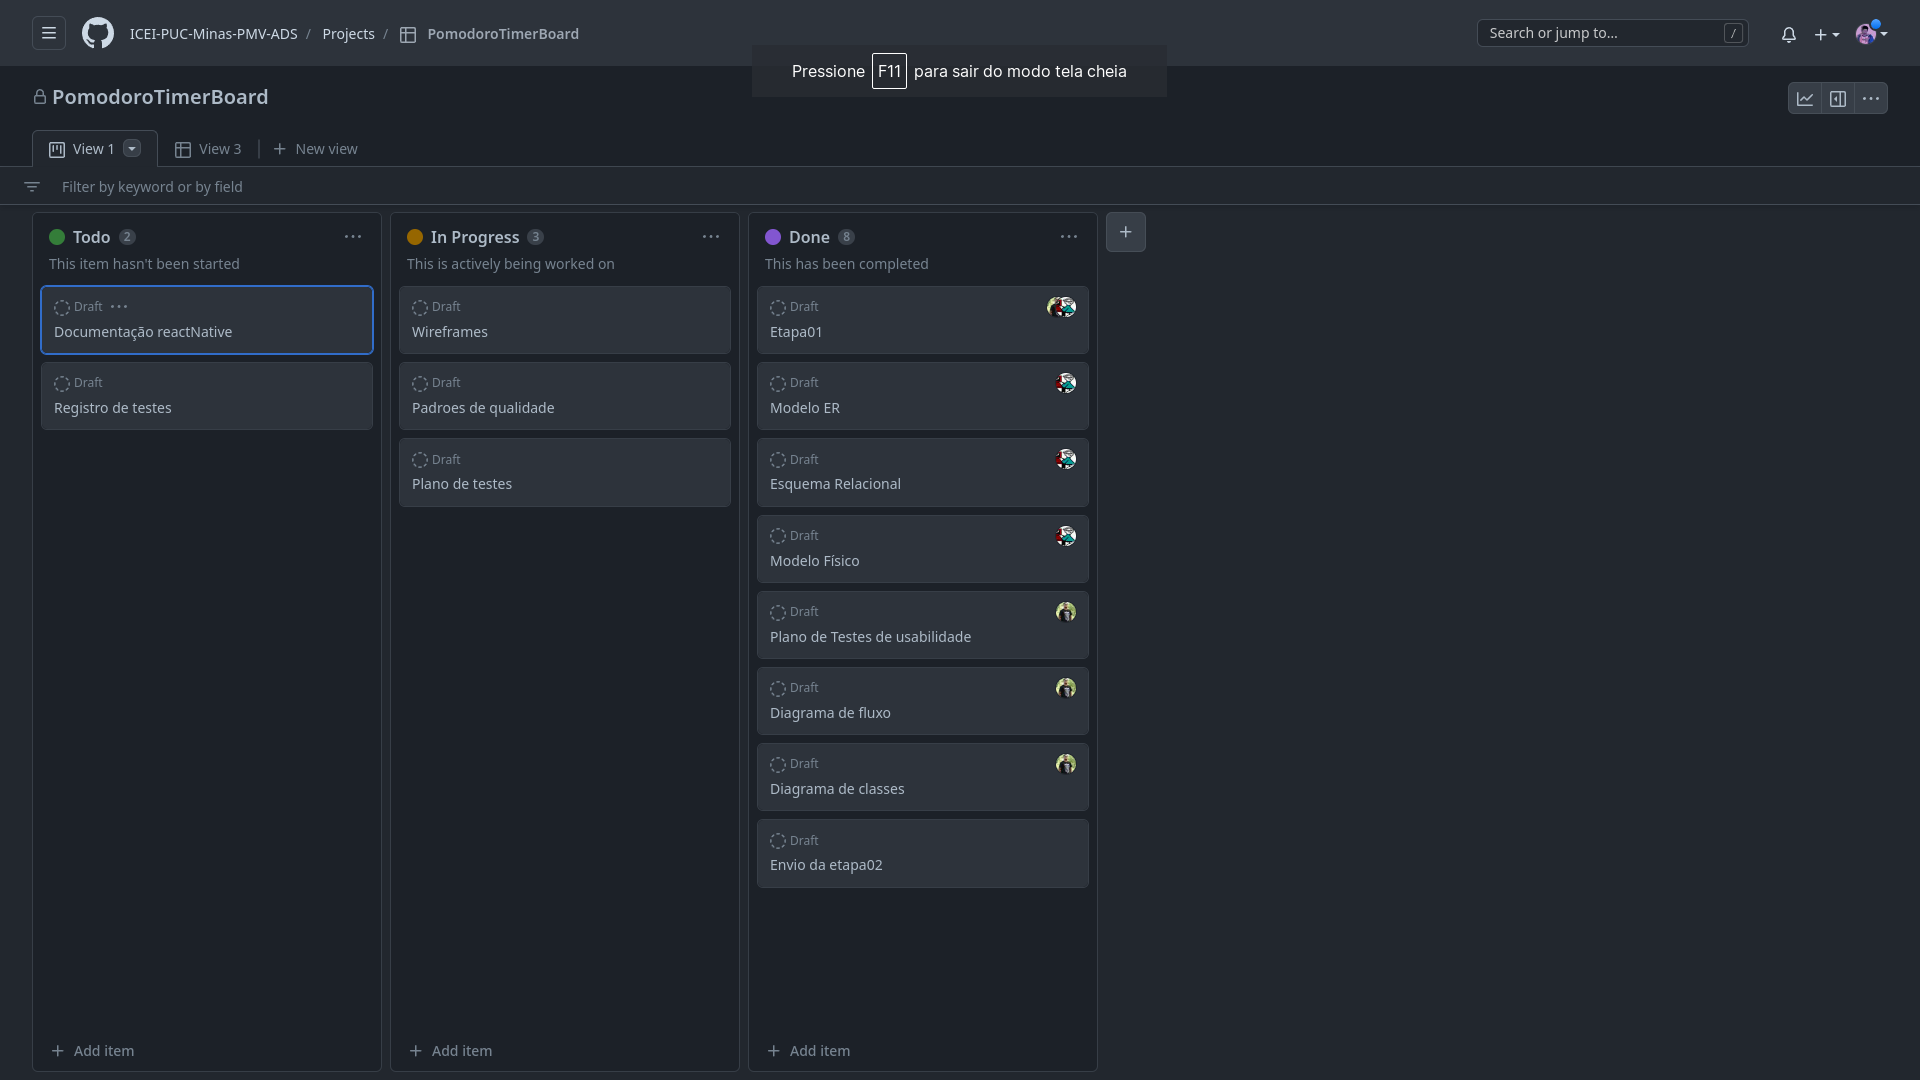 ICEI-PUC-Minas-PMV-ADS / Projects / PomodoroTimerBoard
Search or jump to... /
Pressione F11 para sair do modo tela cheia
PomodoroTimerBoard
View 1 View 3 New view
Filter by keyword or by field
Todo 2
This item hasn't been started
Draft
Documentação reactNative
Draft
Registro de testes
Add item
In Progress 3
This is actively being worked on
Draft
Wireframes
Draft
Padroes de qualidade
Draft
Plano de testes
Add item
Done 8
This has been completed
Draft
Etapa01
Draft
Modelo ER
Draft
Esquema Relacional
Draft
Modelo Físico
Draft
Plano de Testes de usabilidade
Draft
Diagrama de fluxo
Draft
Diagrama de classes
Draft
Envio da etapa02
Add item